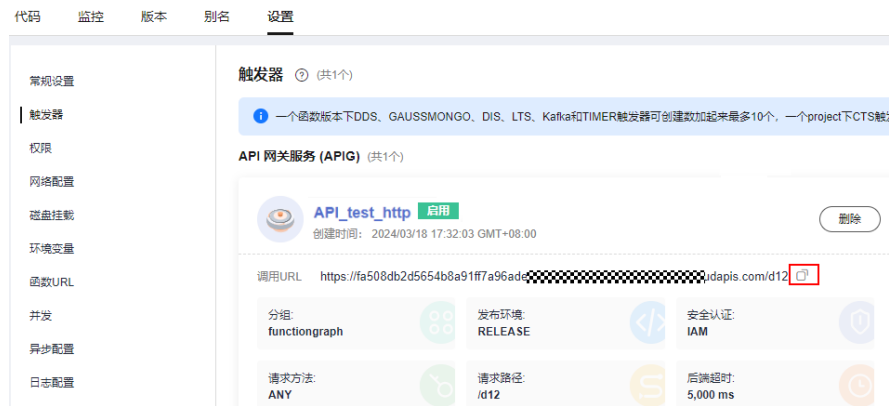 代码 监控 版本 别名 设置
常规设置
触发器
权限
网络配置
磁盘挂载
环境变量
函数URL
并发
异步配置
日志配置
触发器 ? (共1个)
一个函数版本下DDS、GAUSSMONGO、DIS、LTS、Kafka和TIMER触发器可创建数加起来最多10个，一个project下CTS触发
API 网关服务 (APIG) (共1个)
API_test_http 启用
创建时间： 2024/03/18 17:32:03 GMT+08:00
删除
调用URL https://fa508db2d5654b8a91ff7a96ade udapis.com/d12
分组:
functiongraph
发布环境:
RELEASE
安全认证:
IAM
请求方法:
ANY
请求路径:
/d12
后端超时:
5,000 ms